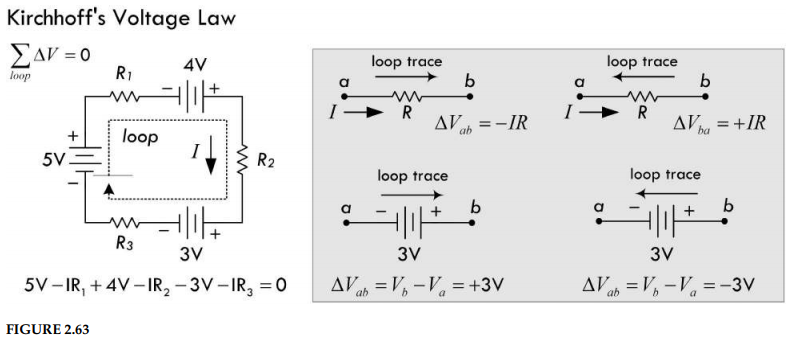 Kirchhoff's Voltage Law
∑ΔV = 0
loop
R₁
4V
− +
+
5V
−
loop
I
R₂
R₃
− +
3V
5V – IR₁ + 4V – IR₂ – 3V – IR₃ = 0
loop trace
a b
I R
ΔVab = –IR
loop trace
a b
I R
ΔVba = +IR
loop trace
a − + b
3V
ΔVab = Vb – Va = +3V
loop trace
a − + b
3V
ΔVab = Vb – Va = –3V
FIGURE 2.63